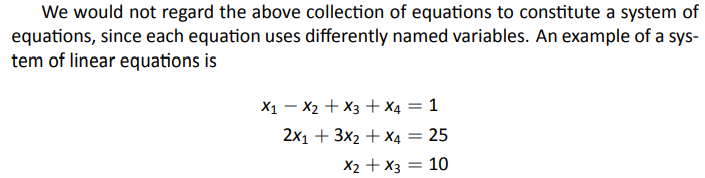 We would not regard the above collection of equations to constitute a system of
equations, since each equation uses differently named variables. An example of a sys-
tem of linear equations is
x₁ − x₂ + x₃ + x₄ = 1
2x₁ + 3x₂ + x₄ = 25
x₂ + x₃ = 10